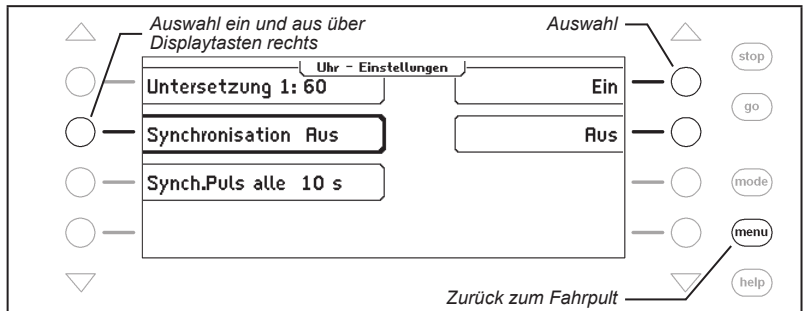 Auswahl ein und aus über
Displaytasten rechts
Auswahl
stop
Uhr - Einstellungen
Untersetzung 1: 60
Ein
go
Synchronisation Aus
Aus
Synch.Puls alle 10 s
mode
menu
Zurück zum Fahrpult
help